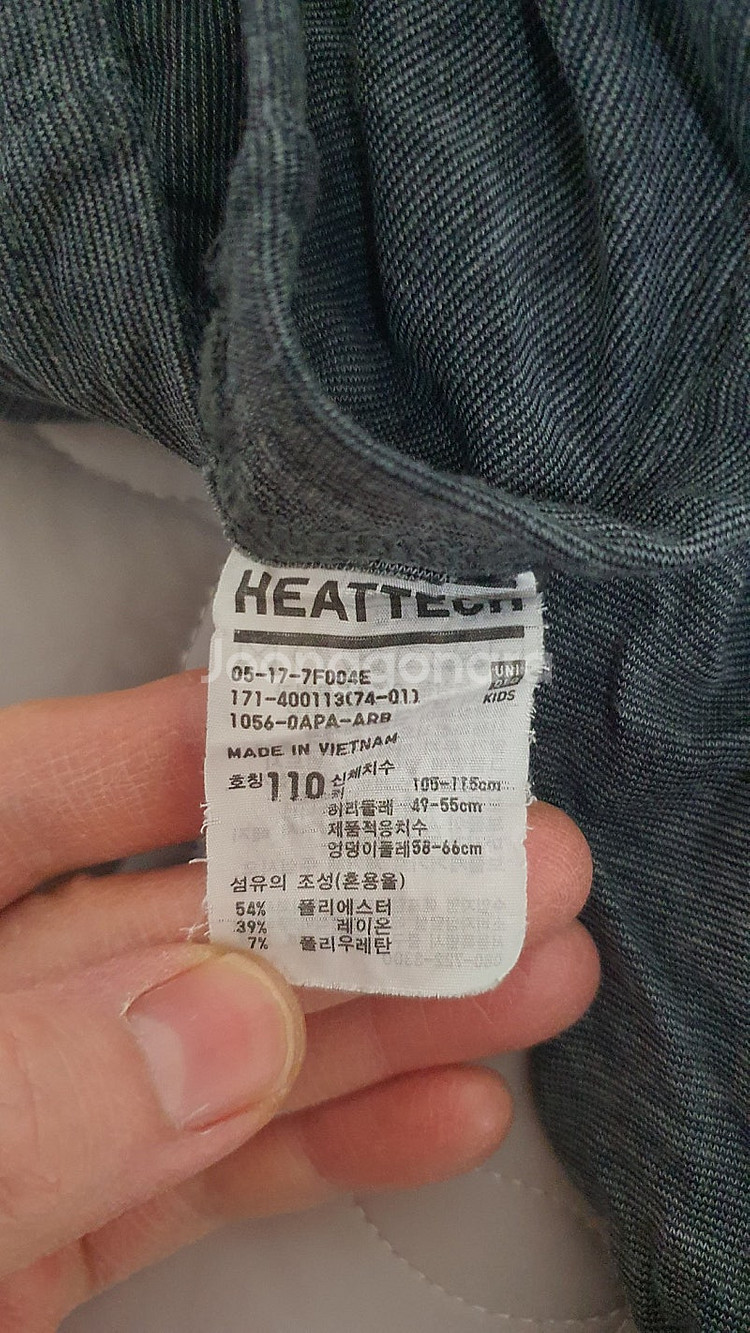 HEATTECH
Joonggonara
05-17-7F004E
171-400113(74-01)
1056-0APA-ARB
UNI
KIDS
MADE IN VIETNAM
호칭 110 신체치수
105-115cm
허리둘레 49-55cm
제품적용치수
엉덩이둘레 58-66cm
섬유의 조성(혼용율)
54% 폴리에스터
39% 레이온
7% 폴리우레탄